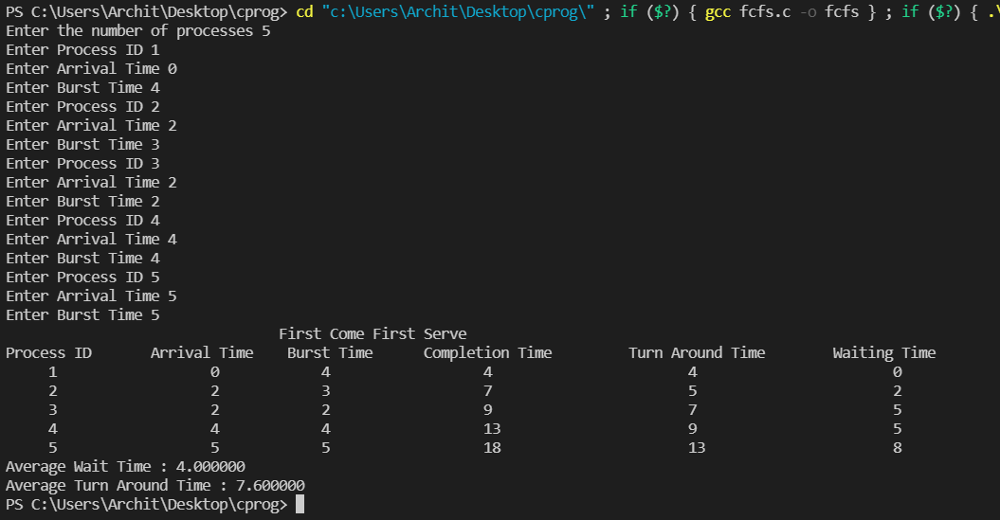 PS C:\Users\Archit\Desktop\cprog> cd "c:\Users\Archit\Desktop\cprog\" ; if ($?) { gcc fcfs.c -o fcfs } ; if ($?) { .\
Enter the number of processes 5
Enter Process ID 1
Enter Arrival Time 0
Enter Burst Time 4
Enter Process ID 2
Enter Arrival Time 2
Enter Burst Time 3
Enter Process ID 3
Enter Arrival Time 2
Enter Burst Time 2
Enter Process ID 4
Enter Arrival Time 4
Enter Burst Time 4
Enter Process ID 5
Enter Arrival Time 5
Enter Burst Time 5
First Come First Serve
Process ID Arrival Time Burst Time Completion Time Turn Around Time Waiting Time
1 0 4 4 4 0
2 2 3 7 5 2
3 2 2 9 7 5
4 4 4 13 9 5
5 5 5 18 13 8
Average Wait Time : 4.000000
Average Turn Around Time : 7.600000
PS C:\Users\Archit\Desktop\cprog>